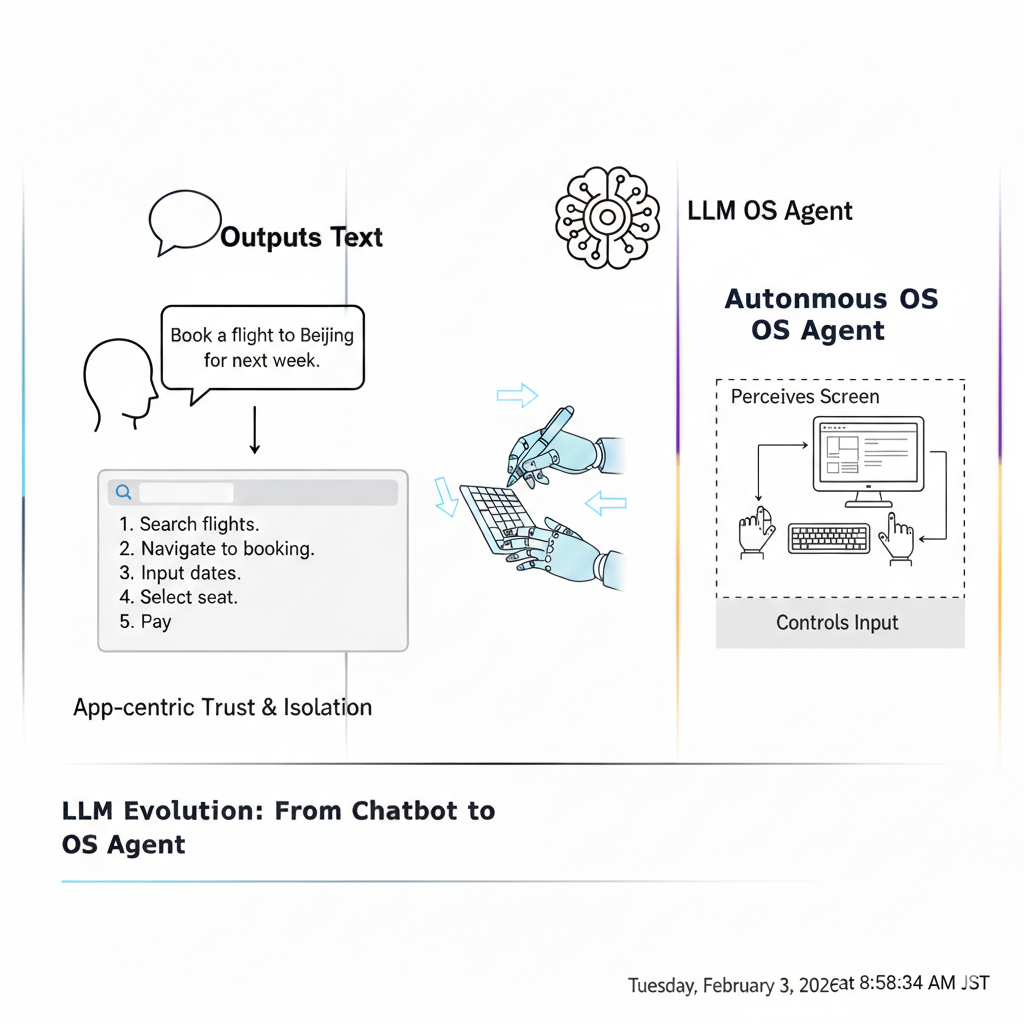 Outputs Text
Book a flight to Beijing
for next week.
1. Search flights.
2. Navigate to booking.
3. Input dates.
4. Select seat.
5. Pay
App-centric Trust & Isolation
LLM OS Agent
Autonmous OS
OS Agent
Perceives Screen
Controls Input
LLM Evolution: From Chatbot to
OS Agent
Tuesday, February 3, 2026at 8:58:34 AM JST